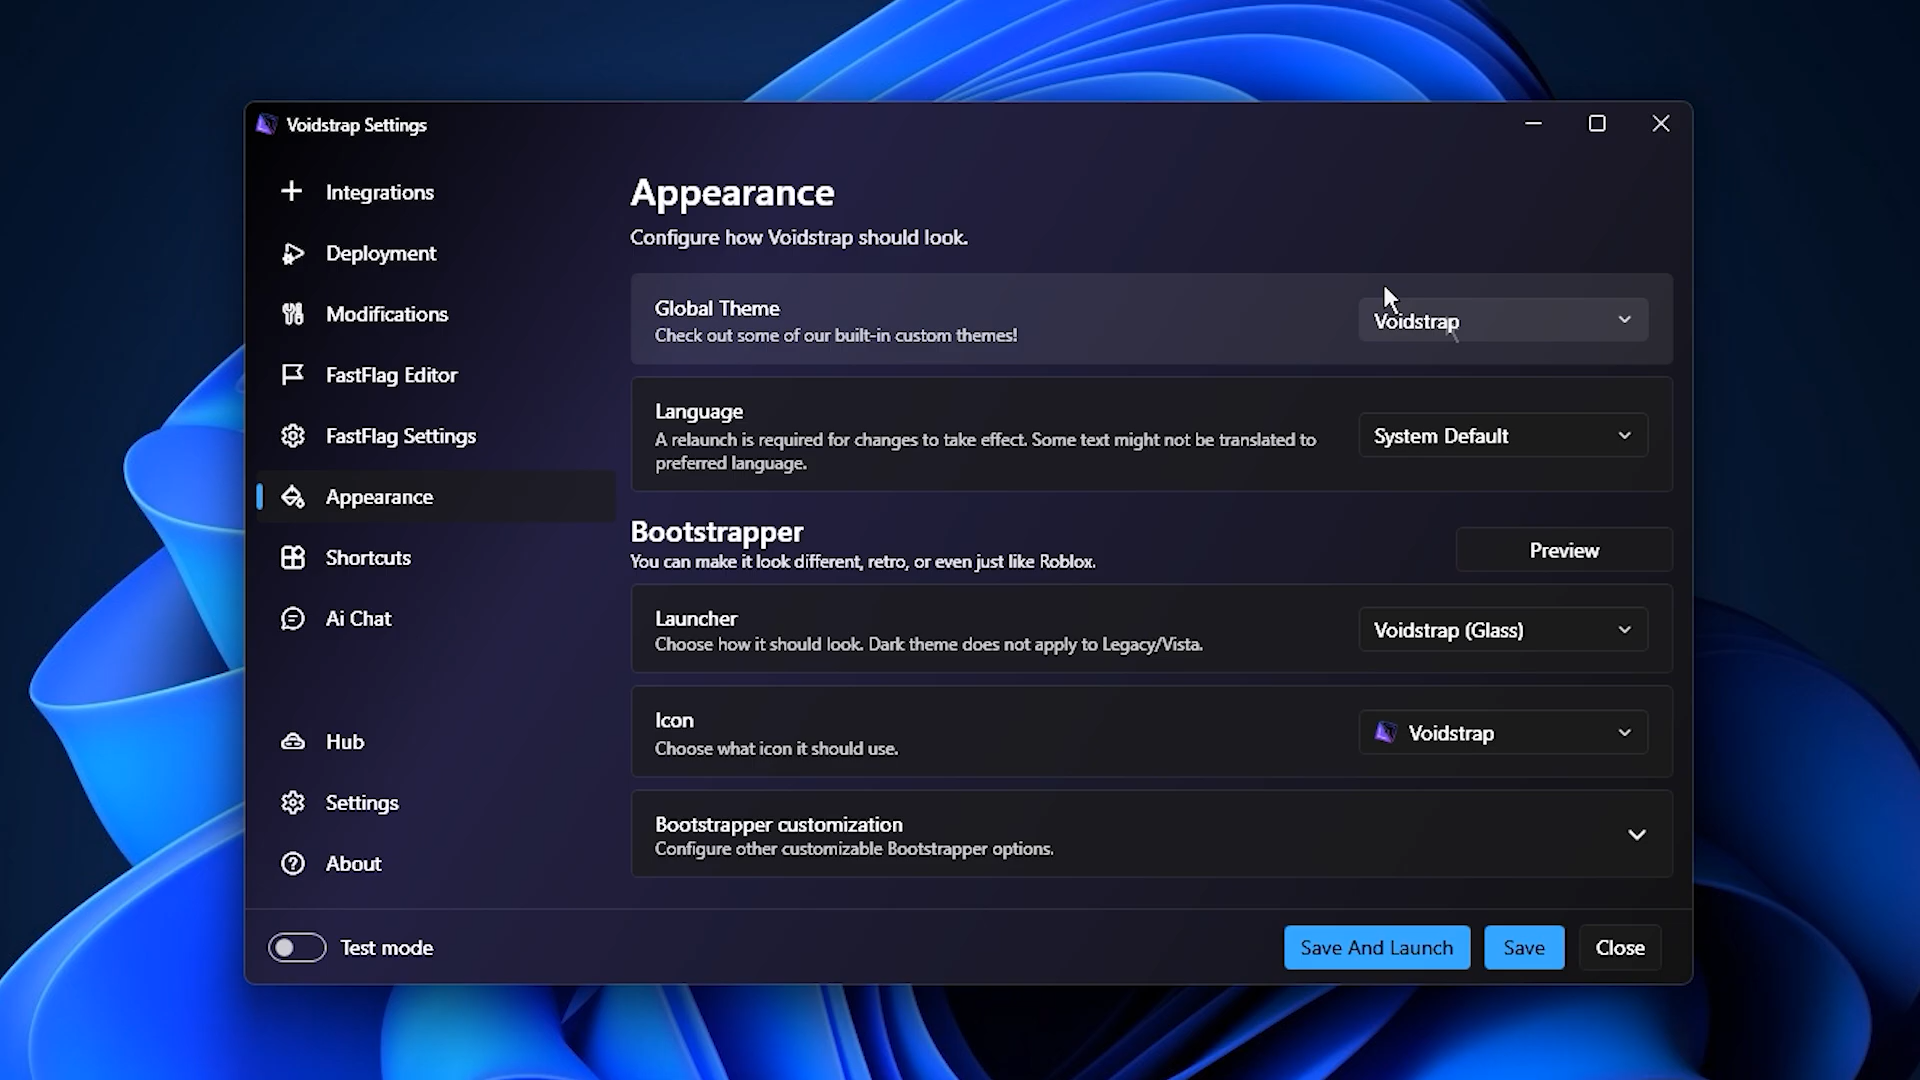 Voidstrap Settings
Integrations
Deployment
Modifications
FastFlag Editor
FastFlag Settings
Appearance
Shortcuts
Ai Chat
Hub
Settings
About
Appearance
Configure how Voidstrap should look.
Global Theme
Check out some of our built-in custom themes!
Voidstrap
Language
A relaunch is required for changes to take effect. Some text might not be translated to
preferred language.
System Default
Bootstrapper
You can make it look different, retro, or even just like Roblox.
Preview
Launcher
Choose how it should look. Dark theme does not apply to Legacy/Vista.
Voidstrap (Glass)
Icon
Choose what icon it should use.
Voidstrap
Bootstrapper customization
Configure other customizable Bootstrapper options.
Test mode
Save And Launch
Save
Close